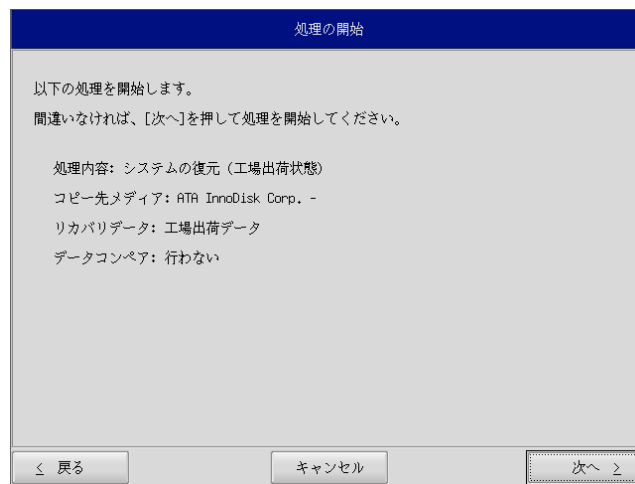 処理の開始
以下の処理を開始します。
間違いなければ、[次へ]を押して処理を開始してください。
処理内容: システムの復元 (工場出荷状態)
コピー先メディア: ATA InnoDisk Corp. -
リカバリデータ: 工場出荷データ
データコンペア: 行わない
< 戻る
キャンセル
次へ >